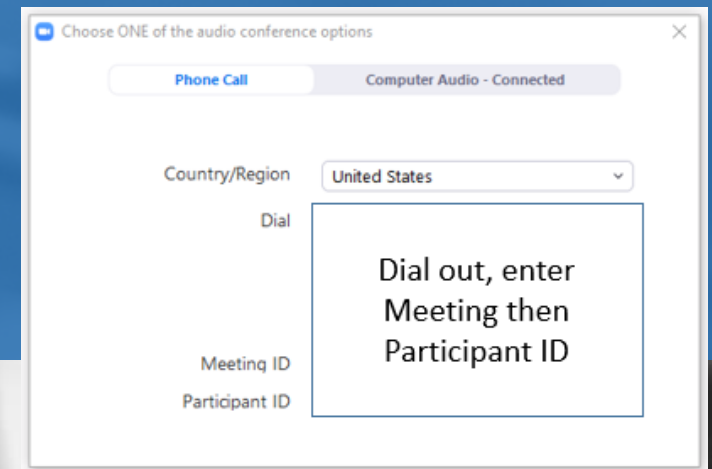 Choose ONE of the audio conference options
Phone Call
Computer Audio - Connected
Country/Region
United States
Dial
Dial out, enter
Meeting then
Participant ID
Meeting ID
Participant ID